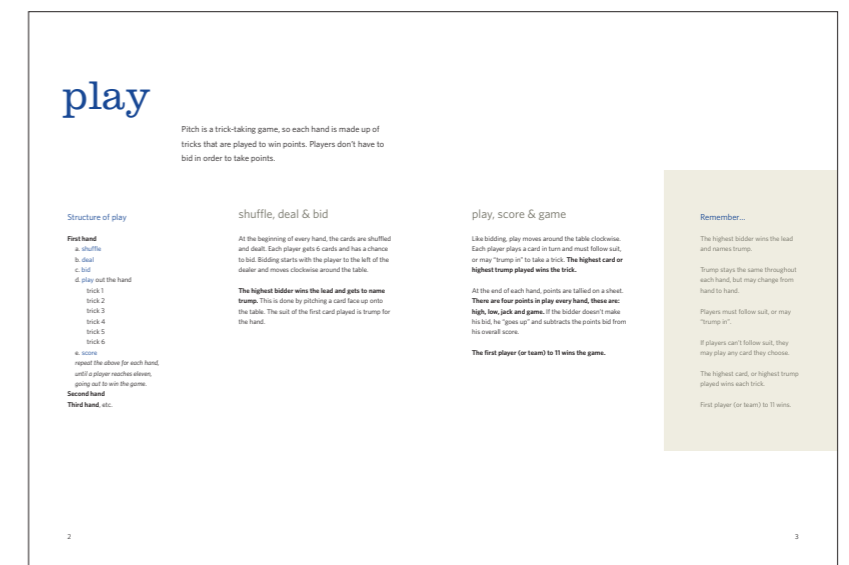 play
Pitch is a trick-taking game, so each hand is made up of
tricks that are played to win points. Players don't have to
bid in order to take points.
Structure of play
First hand
a. shuffle
b. deal
c. bid
d. play out the hand
trick 1
trick 2
trick 3
trick 4
trick 5
trick 6
e. score
repeat the above for each hand,
until a player reaches eleven,
going out to win the game.
Second hand
Third hand, etc.
shuffle, deal & bid
At the beginning of every hand, the cards are shuffled
and dealt. Each player gets 6 cards and has a chance
to bid. Bidding starts with the player to the left of the
dealer and moves clockwise around the table.
The highest bidder wins the lead and gets to name
trump. This is done by pitching a card face up onto
the table. The suit of the first card played is trump for
the hand.
play, score & game
Like bidding, play moves around the table clockwise.
Each player plays a card in turn and must follow suit,
or may "trump in" to take a trick. The highest card or
highest trump played wins the trick.
At the end of each hand, points are tallied on a sheet.
There are four points in play every hand, these are:
high, low, jack and game. If the bidder doesn't make
his bid, he "goes up" and subtracts the points bid from
his overall score.
The first player (or team) to 11 wins the game.
Remember...
The highest bidder wins the lead
and names trump.
Trump stays the same throughout
each hand, but may change from
hand to hand.
Players must follow suit, or may
"trump in".
If players can't follow suit, they
may play any card they choose.
The highest card, or highest trump
played wins each trick.
First player (or team) to 11 wins.
2
3